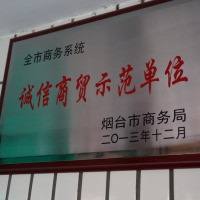 全市商务系统
诚信商贸示范单位
烟台市商务局
二〇一三年十二月